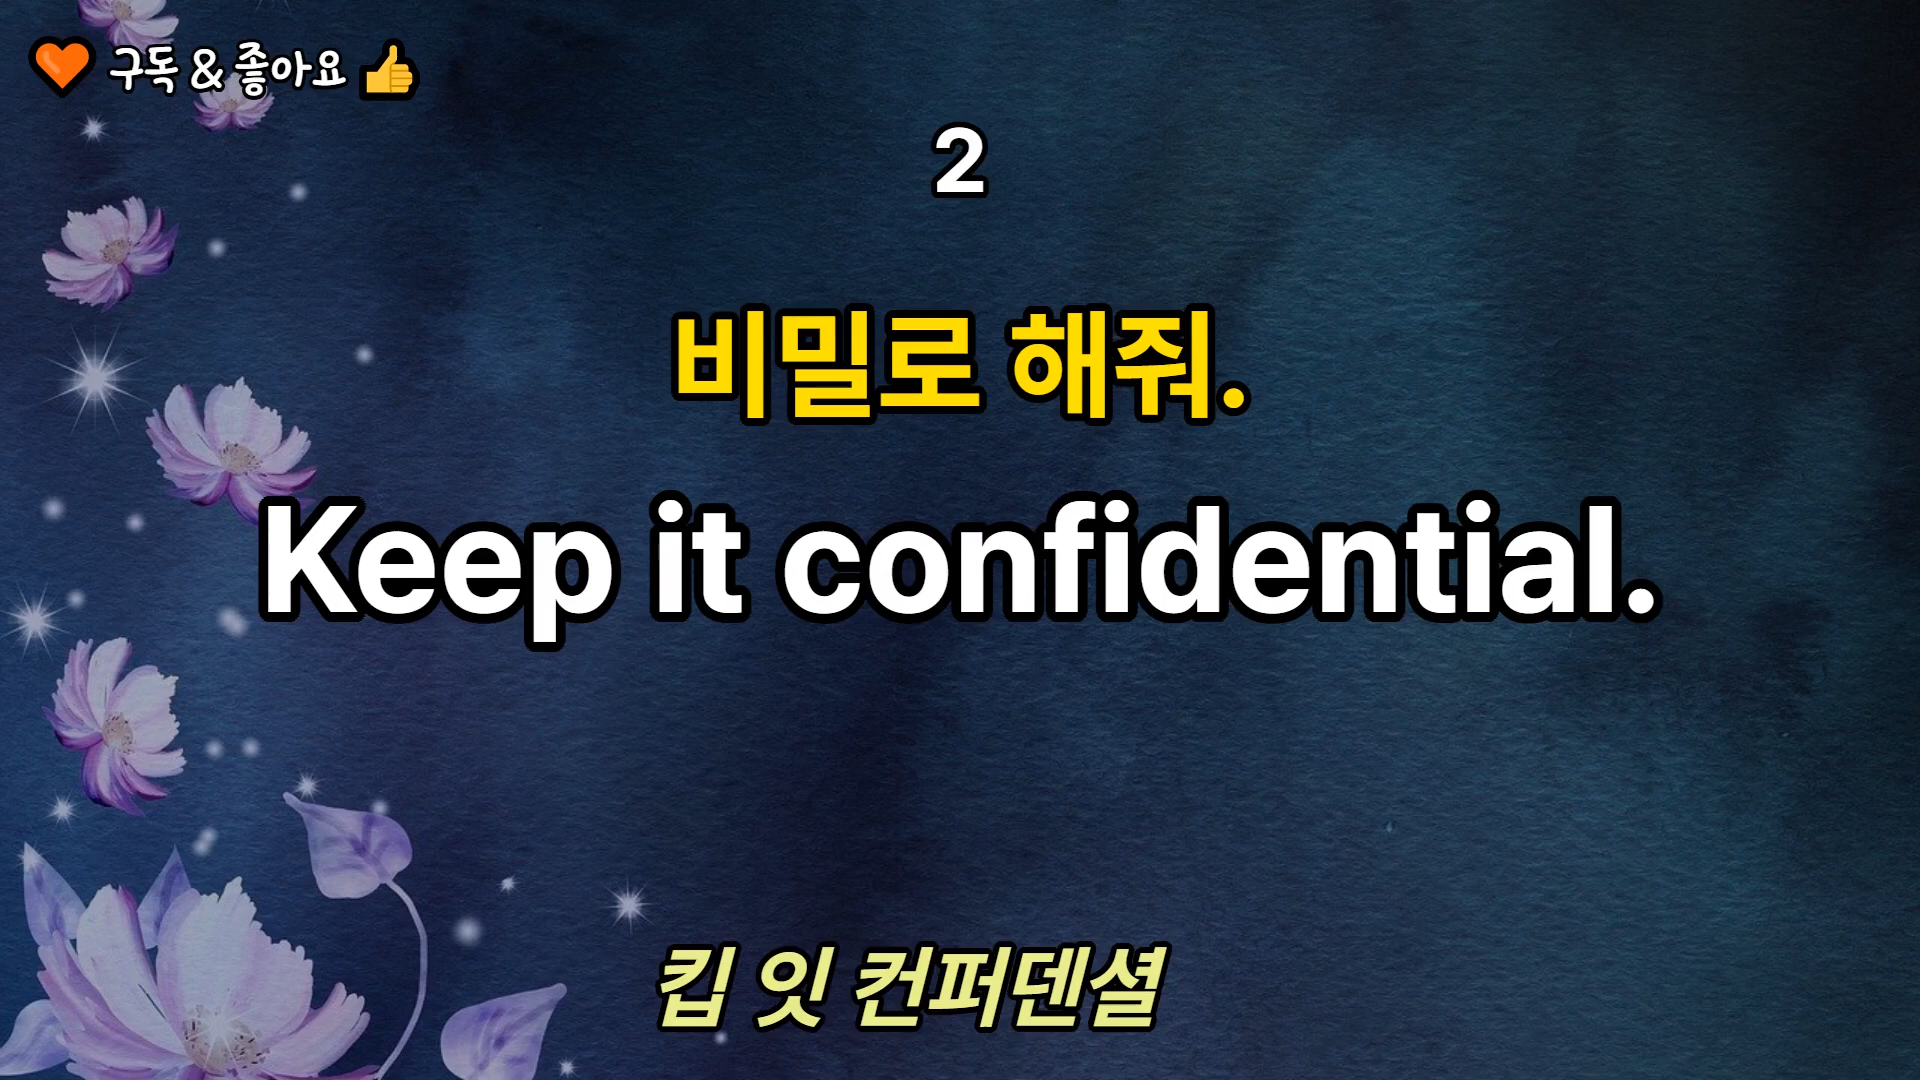 🧡 구독 & 좋아요 👍
2
비밀로 해줘.
Keep it confidential.
킵 잇 컨퍼덴셜